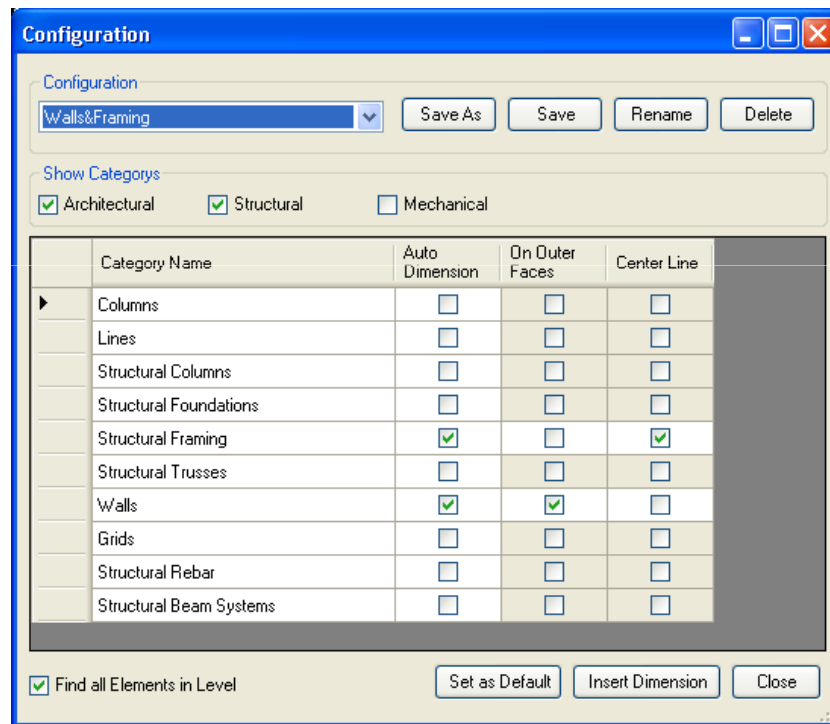 Configuration
Configuration
Walls&Framing Save As Save Rename Delete
Show Categorys
Architectural Structural Mechanical
Category Name Auto Dimension On Outer Faces Center Line
Columns
Lines
Structural Columns
Structural Foundations
Structural Framing
Structural Trusses
Walls
Grids
Structural Rebar
Structural Beam Systems
Find all Elements in Level Set as Default Insert Dimension Close